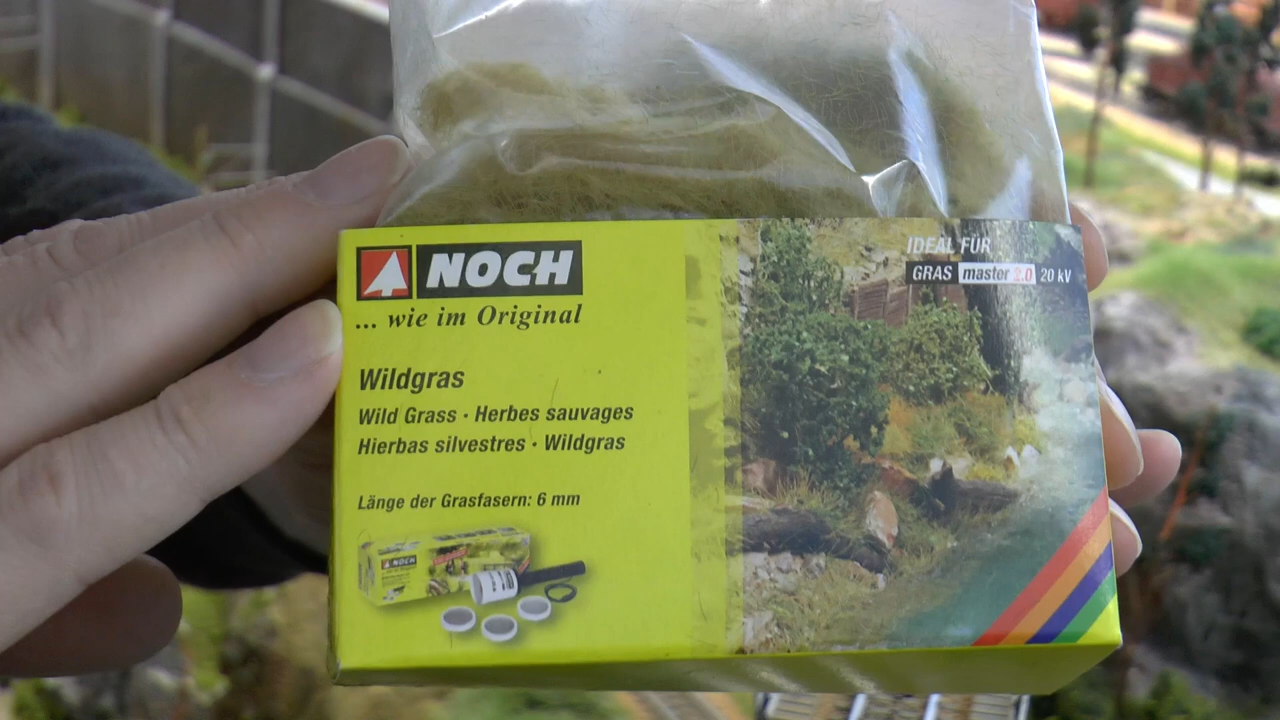 NOCH
... wie im Original
IDEAL FÜR
GRAS master 2.0 20 kV
Wildgras
Wild Grass · Herbes sauvages
Hierbas silvestres · Wildgras
Länge der Grasfasern: 6 mm
NOCH